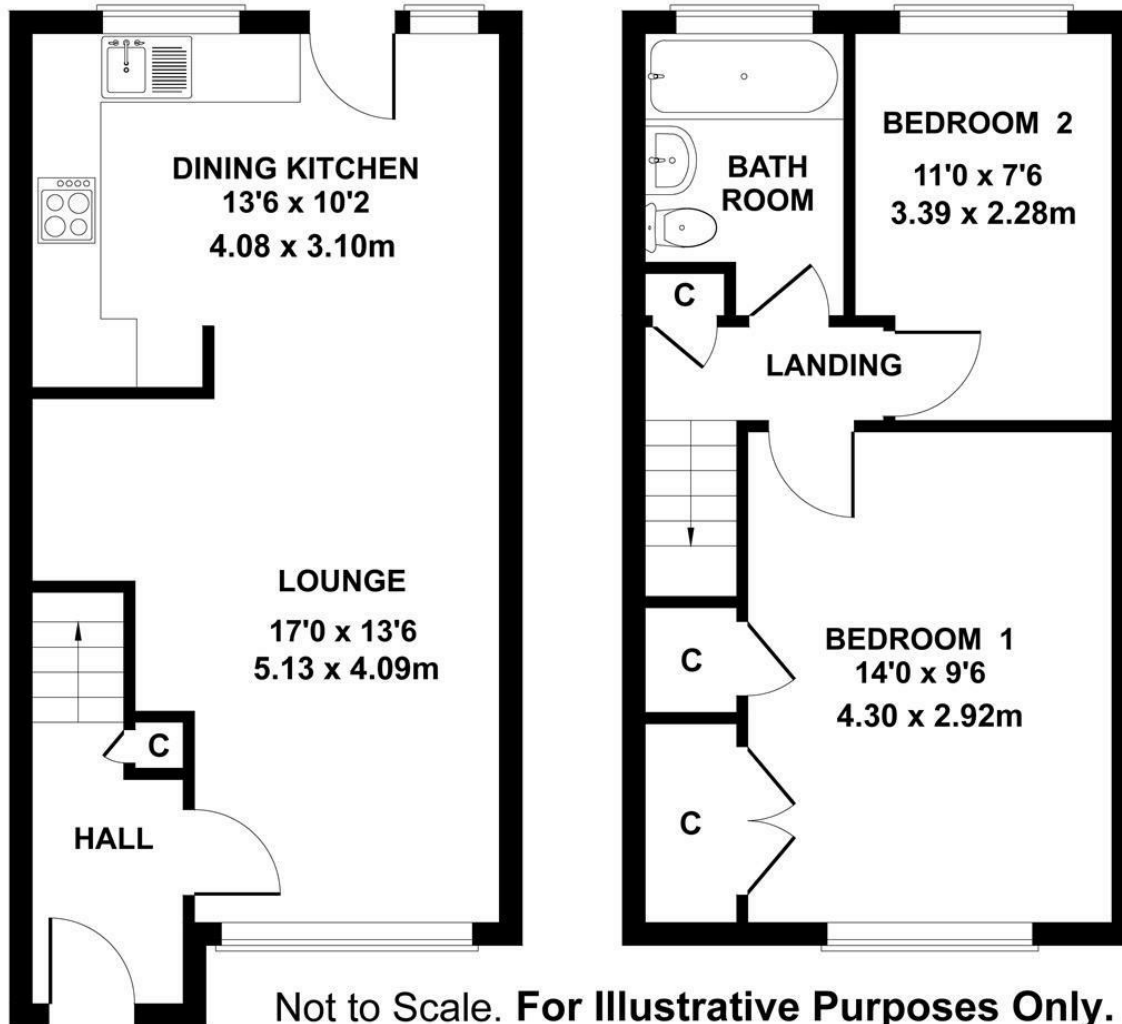 DINING KITCHEN
13'6 x 10'2
4.08 x 3.10m
LOUNGE
17'0 x 13'6
5.13 x 4.09m
C
HALL
BATH
ROOM
BEDROOM 2
11'0 x 7'6
3.39 x 2.28m
C
LANDING
BEDROOM 1
14'0 x 9'6
4.30 x 2.92m
C
C
Not to Scale. For Illustrative Purposes Only.